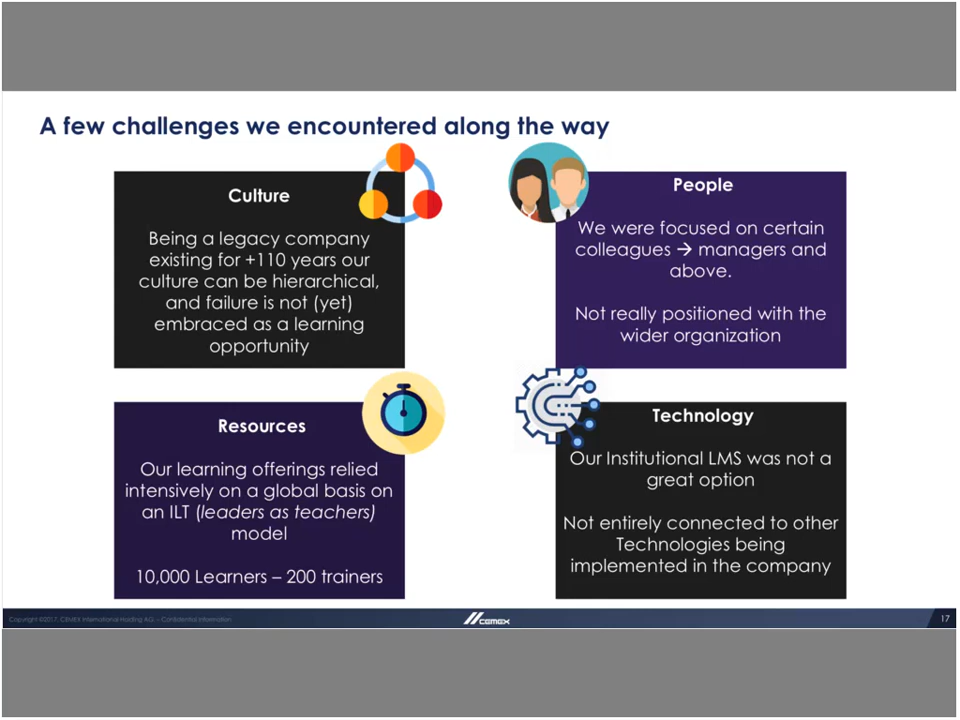 A few challenges we encountered along the way
Culture
Being a legacy company
existing for +110 years our
culture can be hierarchical,
and failure is not (yet)
embraced as a learning
opportunity
People
We were focused on certain
colleagues → managers and
above.
Not really positioned with the
wider organization
Resources
Our learning offerings relied
intensively on a global basis on
an ILT (leaders as teachers)
model
10,000 Learners – 200 trainers
Technology
Our Institutional LMS was not a
great option
Not entirely connected to other
Technologies being
implemented in the company
Copyright ©2017, CEMEX International Holding AG. – Confidential Information
CEMEX
17